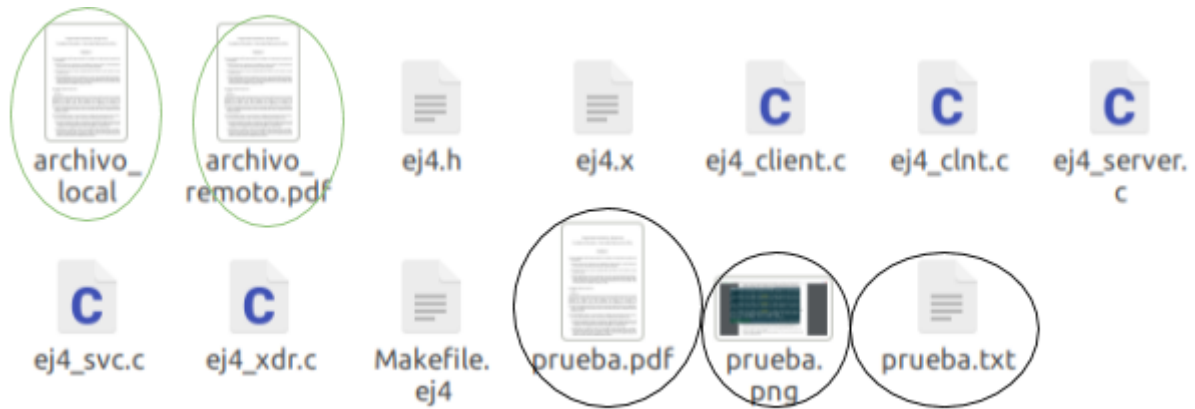 archivo_
local
archivo_
remoto.pdf
ej4.h
ej4.x
C
ej4_client.c
C
ej4_clnt.c
C
ej4_server.
c
C
ej4_svc.c
C
ej4_xdr.c
Makefile.
ej4
prueba.pdf
prueba.
png
prueba.txt